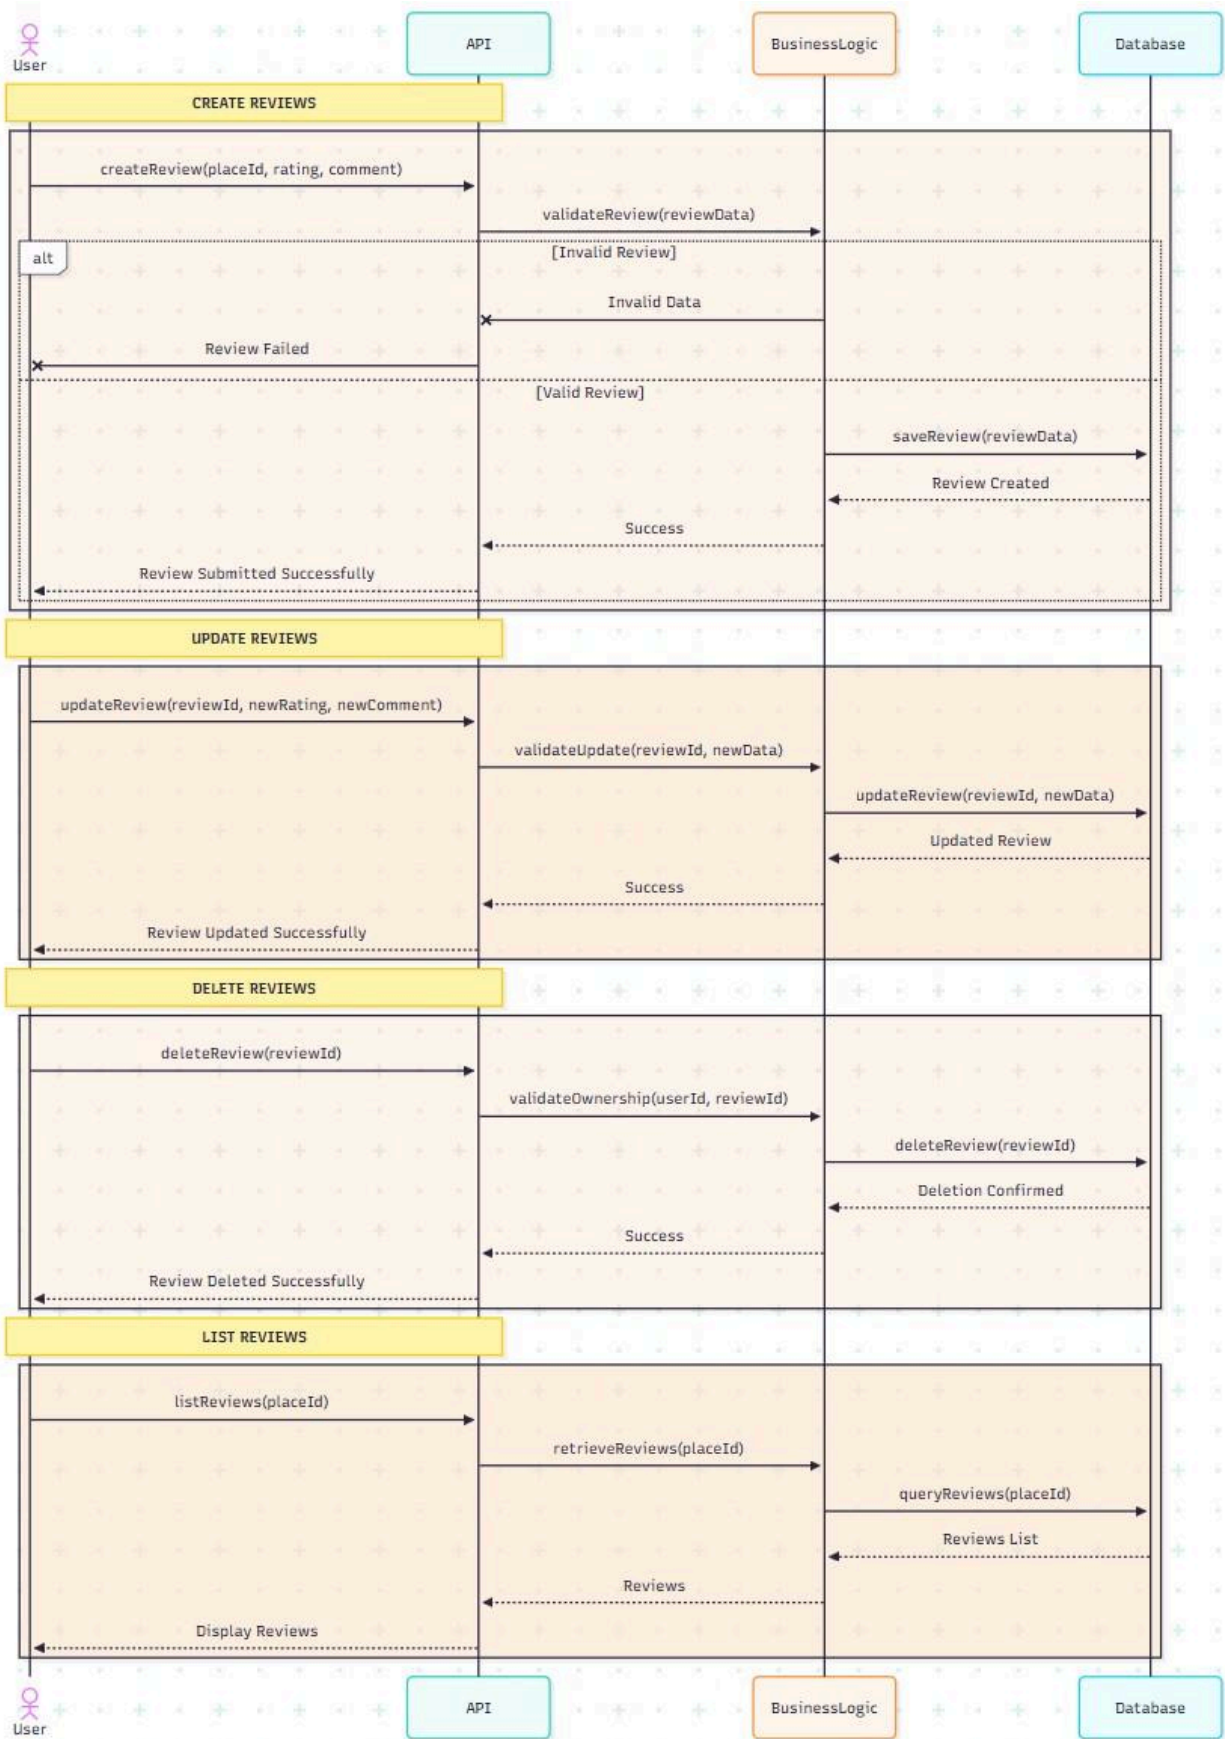 User
API
BusinessLogic
Database
CREATE REVIEWS
createReview(placeId, rating, comment)
validateReview(reviewData)
alt
[Invalid Review]
Invalid Data
Review Failed
[Valid Review]
saveReview(reviewData)
Review Created
Success
Review Submitted Successfully
UPDATE REVIEWS
updateReview(reviewId, newRating, newComment)
validateUpdate(reviewId, newData)
updateReview(reviewId, newData)
Updated Review
Success
Review Updated Successfully
DELETE REVIEWS
deleteReview(reviewId)
validateOwnership(userId, reviewId)
deleteReview(reviewId)
Deletion Confirmed
Success
Review Deleted Successfully
LIST REVIEWS
listReviews(placeId)
retrieveReviews(placeId)
queryReviews(placeId)
Reviews List
Reviews
Display Reviews
User
API
BusinessLogic
Database